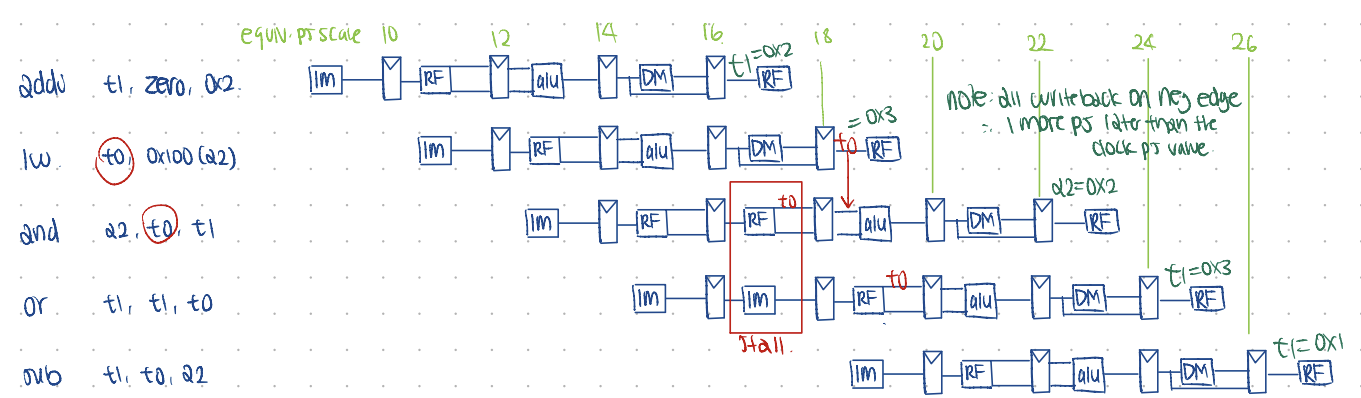 equiv. ps scale 10 12 14 16 18 20 22 24 26
addu t1, zero, 0x2 Im RF alu DM t1=0x2 RF
note: all writeback on neg edge
∴ 1 more ps later than the
clock ps value
lw t0, 0x100(a2) Im RF alu DM =0x3 t0 RF
and a2, t0, t1 Im RF RF t0 alu DM a2=0x2 RF
or t1, t1, t0 Im Im RF t0 alu DM t1=0x3 RF
Stall
sub t1, t0, a2 Im RF alu DM t1=0x1 RF